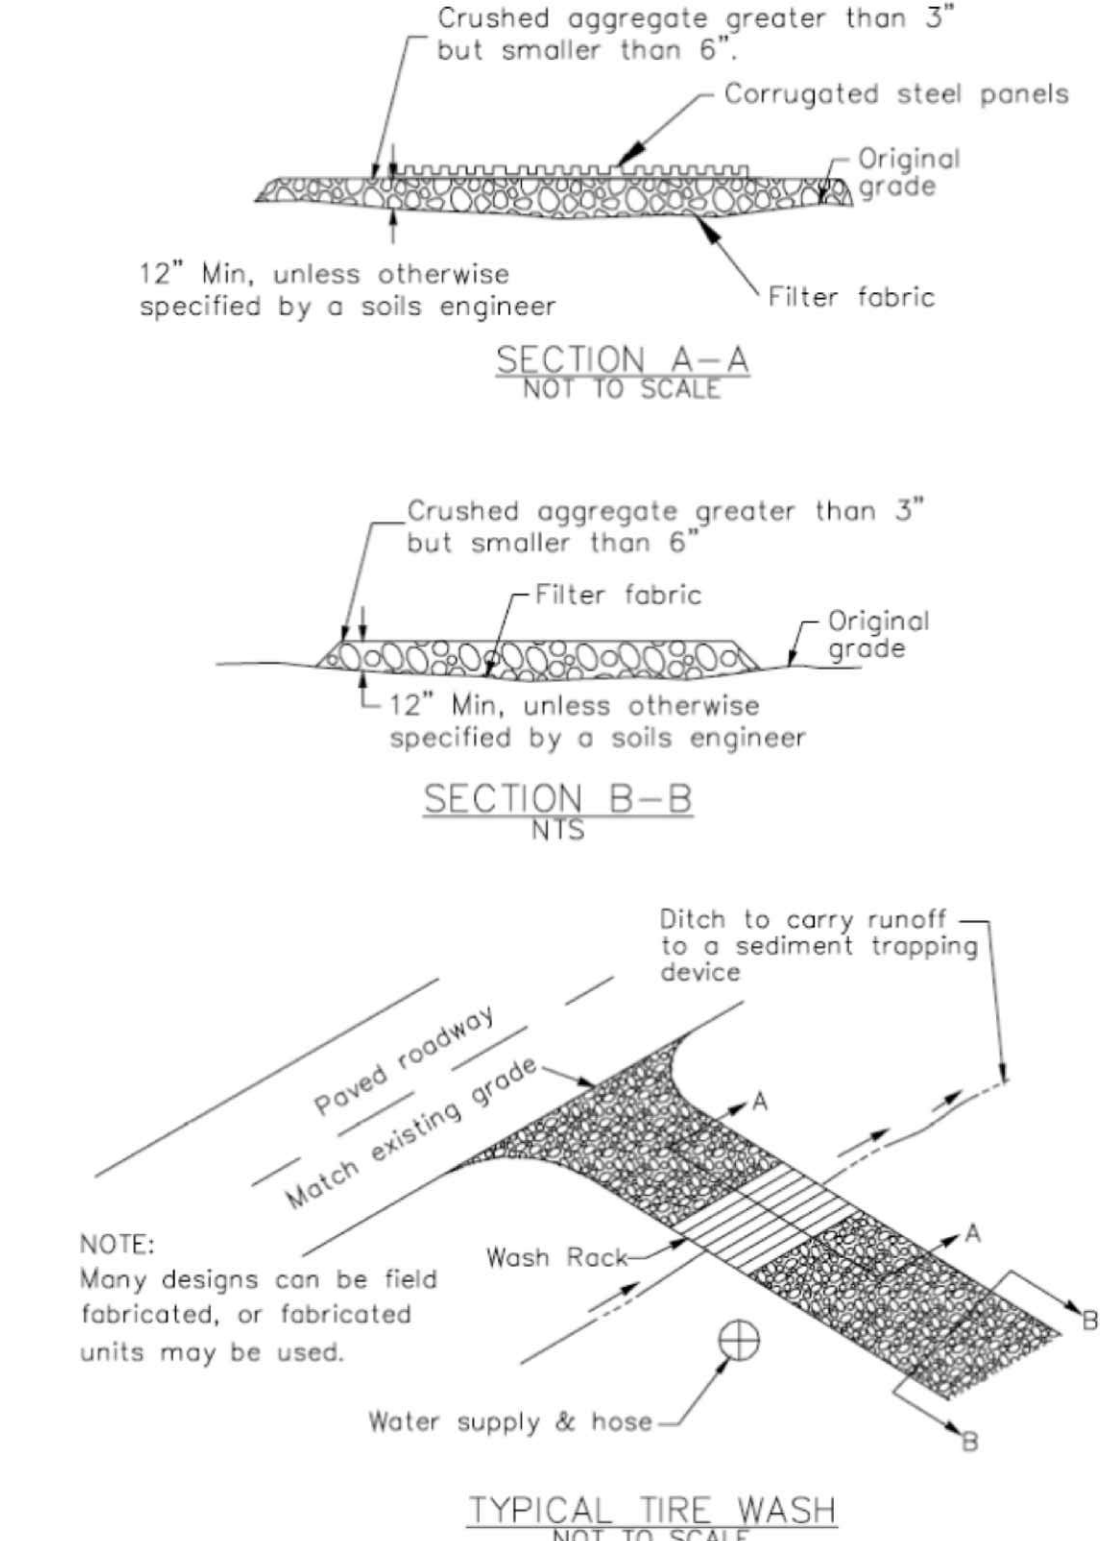 Crushed aggregate greater than 3"
but smaller than 6".
Corrugated steel panels
Original
grade
12" Min, unless otherwise
specified by a soils engineer
Filter fabric
SECTION A-A
NOT TO SCALE
Crushed aggregate greater than 3"
but smaller than 6"
Filter fabric
Original
grade
12" Min, unless otherwise
specified by a soils engineer
SECTION B-B
NTS
Ditch to carry runoff
to a sediment trapping
device
Paved roadway
Match existing grade
A
NOTE:
Many designs can be field
fabricated, or fabricated
units may be used.
Wash Rack
A
B
Water supply & hose
B
TYPICAL TIRE WASH
NOT TO SCALE